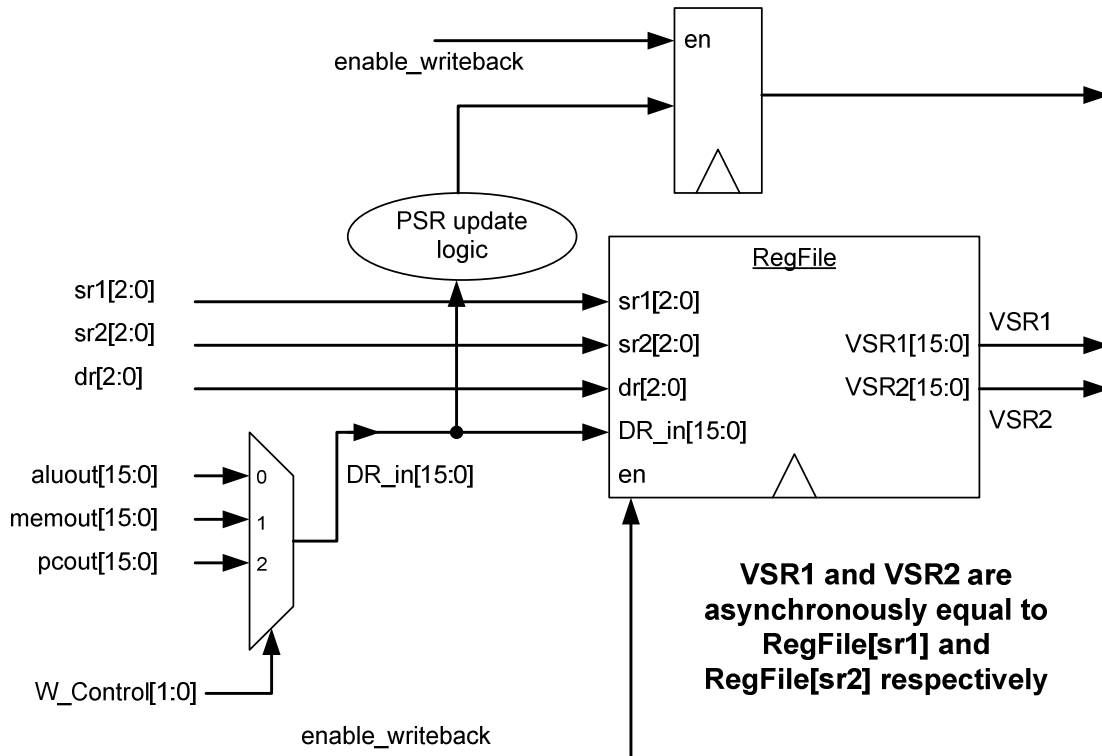 enable_writeback
en
PSR update
logic
RegFile
sr1[2:0]
sr2[2:0]
dr[2:0]
sr1[2:0]
sr2[2:0]
dr[2:0]
DR_in[15:0]
en
VSR1[15:0]
VSR2[15:0]
VSR1
VSR2
aluout[15:0]
memout[15:0]
pcout[15:0]
0
1
2
DR_in[15:0]
W_Control[1:0]
VSR1 and VSR2 are
asynchronously equal to
RegFile[sr1] and
RegFile[sr2] respectively
enable_writeback